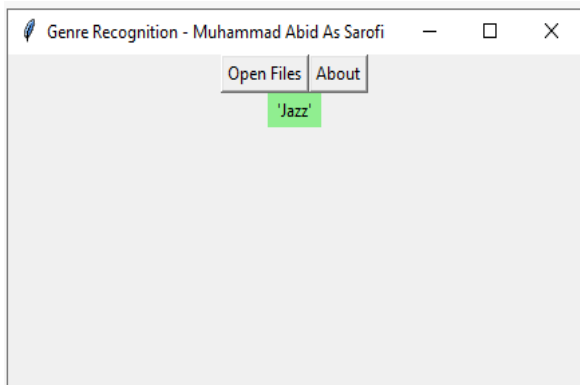 Genre Recognition - Muhammad Abid As Sarofi
Open Files About
'Jazz'